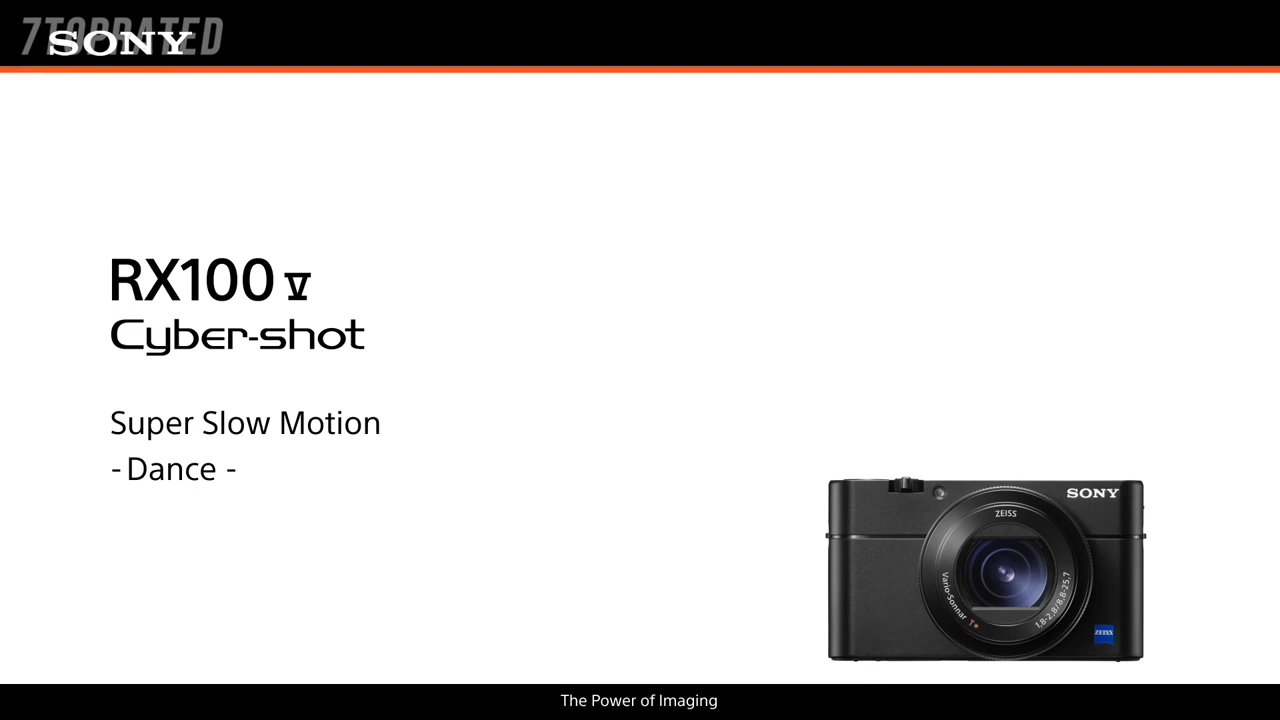 7TOPRATED
SONY
RX100 V
Cyber-shot
Super Slow Motion
- Dance -
SONY
ZEISS
Vario-Sonnar T*
1,8-2,8/8,8-25,7
ZEISS
The Power of Imaging